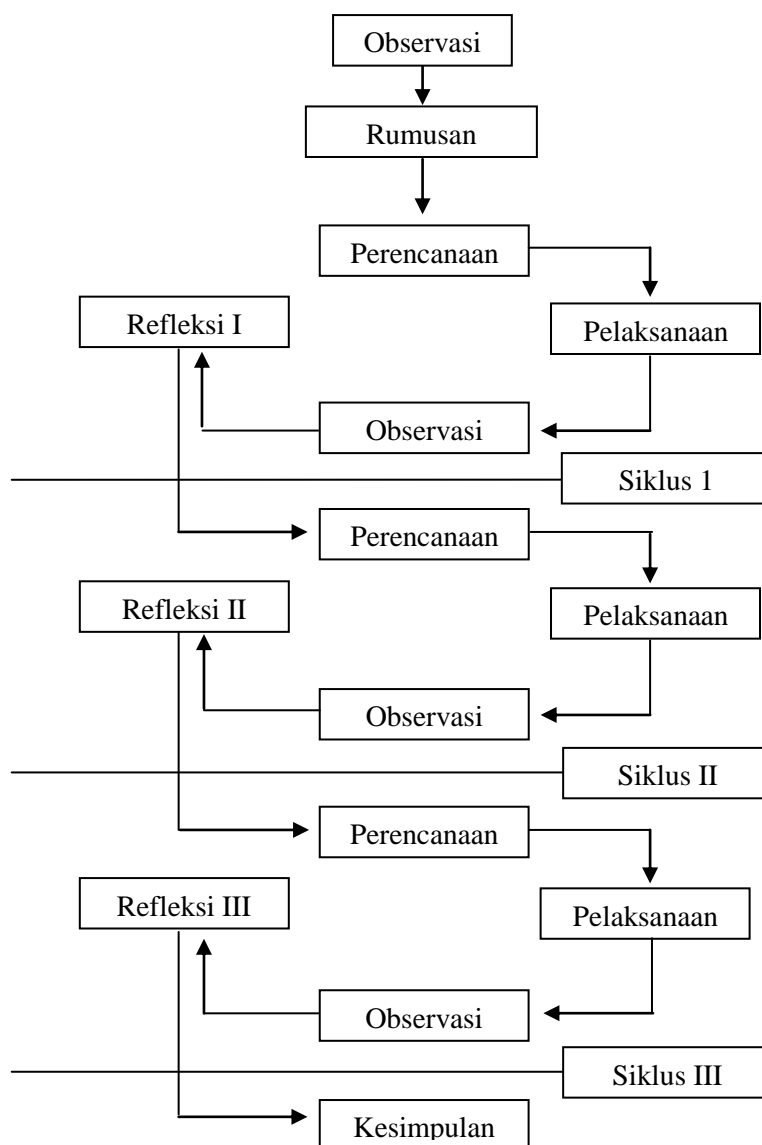 Observasi
Rumusan
Perencanaan
Refleksi I
Pelaksanaan
Observasi
Siklus 1
Perencanaan
Refleksi II
Pelaksanaan
Observasi
Siklus II
Perencanaan
Refleksi III
Pelaksanaan
Observasi
Siklus III
Kesimpulan